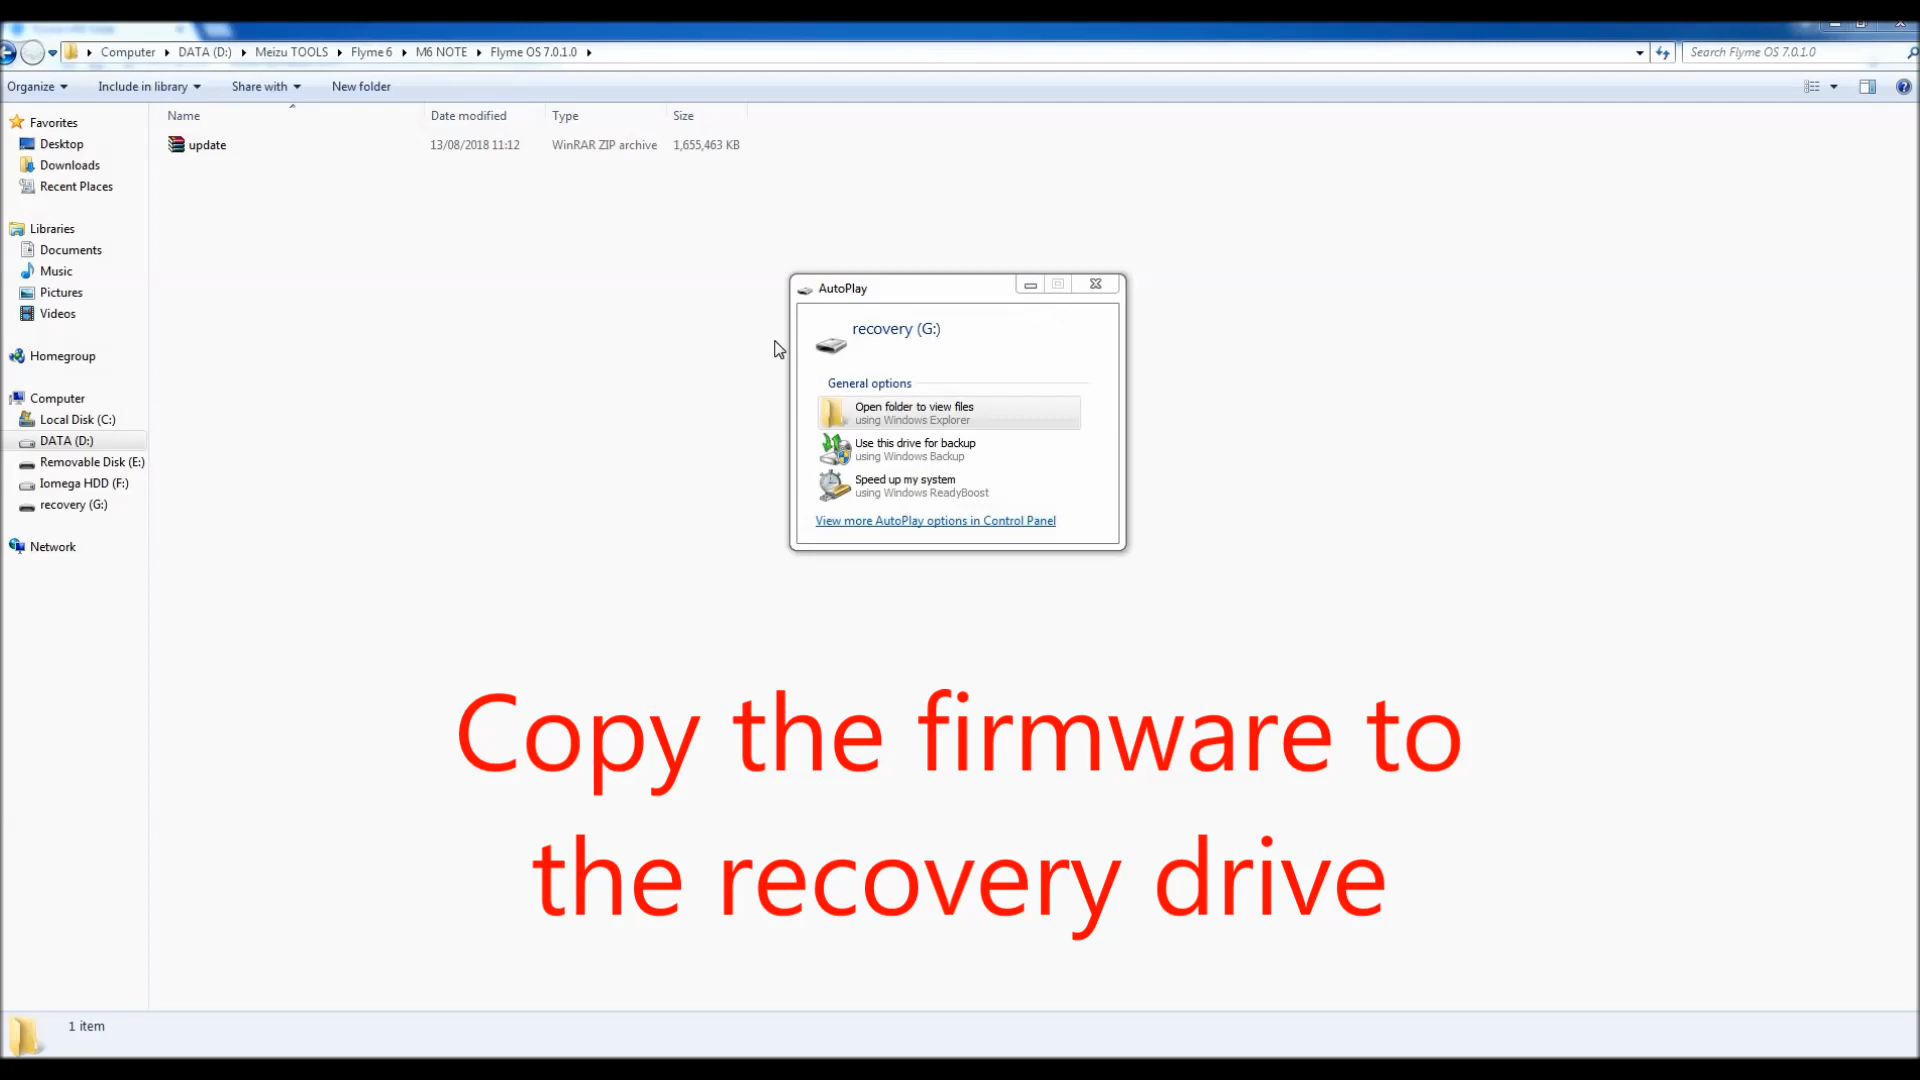 Computer
DATA (D:)
Meizu TOOLS
Flyme 6
M6 NOTE
Flyme OS 7.0.1.0
Search Flyme OS 7.0.1.0
Organize
Include in library
Share with
New folder
Name
Date modified
Type
Size
update
13/08/2018 11:12
WinRAR ZIP archive
1,655,463 KB
Favorites
Desktop
Downloads
Recent Places
Libraries
Documents
Music
Pictures
Videos
Homegroup
Computer
Local Disk (C:)
DATA (D:)
Removable Disk (E:)
Iomega HDD (F:)
recovery (G:)
Network
AutoPlay
recovery (G:)
General options
Open folder to view files
using Windows Explorer
Use this drive for backup
using Windows Backup
Speed up my system
using Windows ReadyBoost
View more AutoPlay options in Control Panel
Copy the firmware to
the recovery drive
1 item